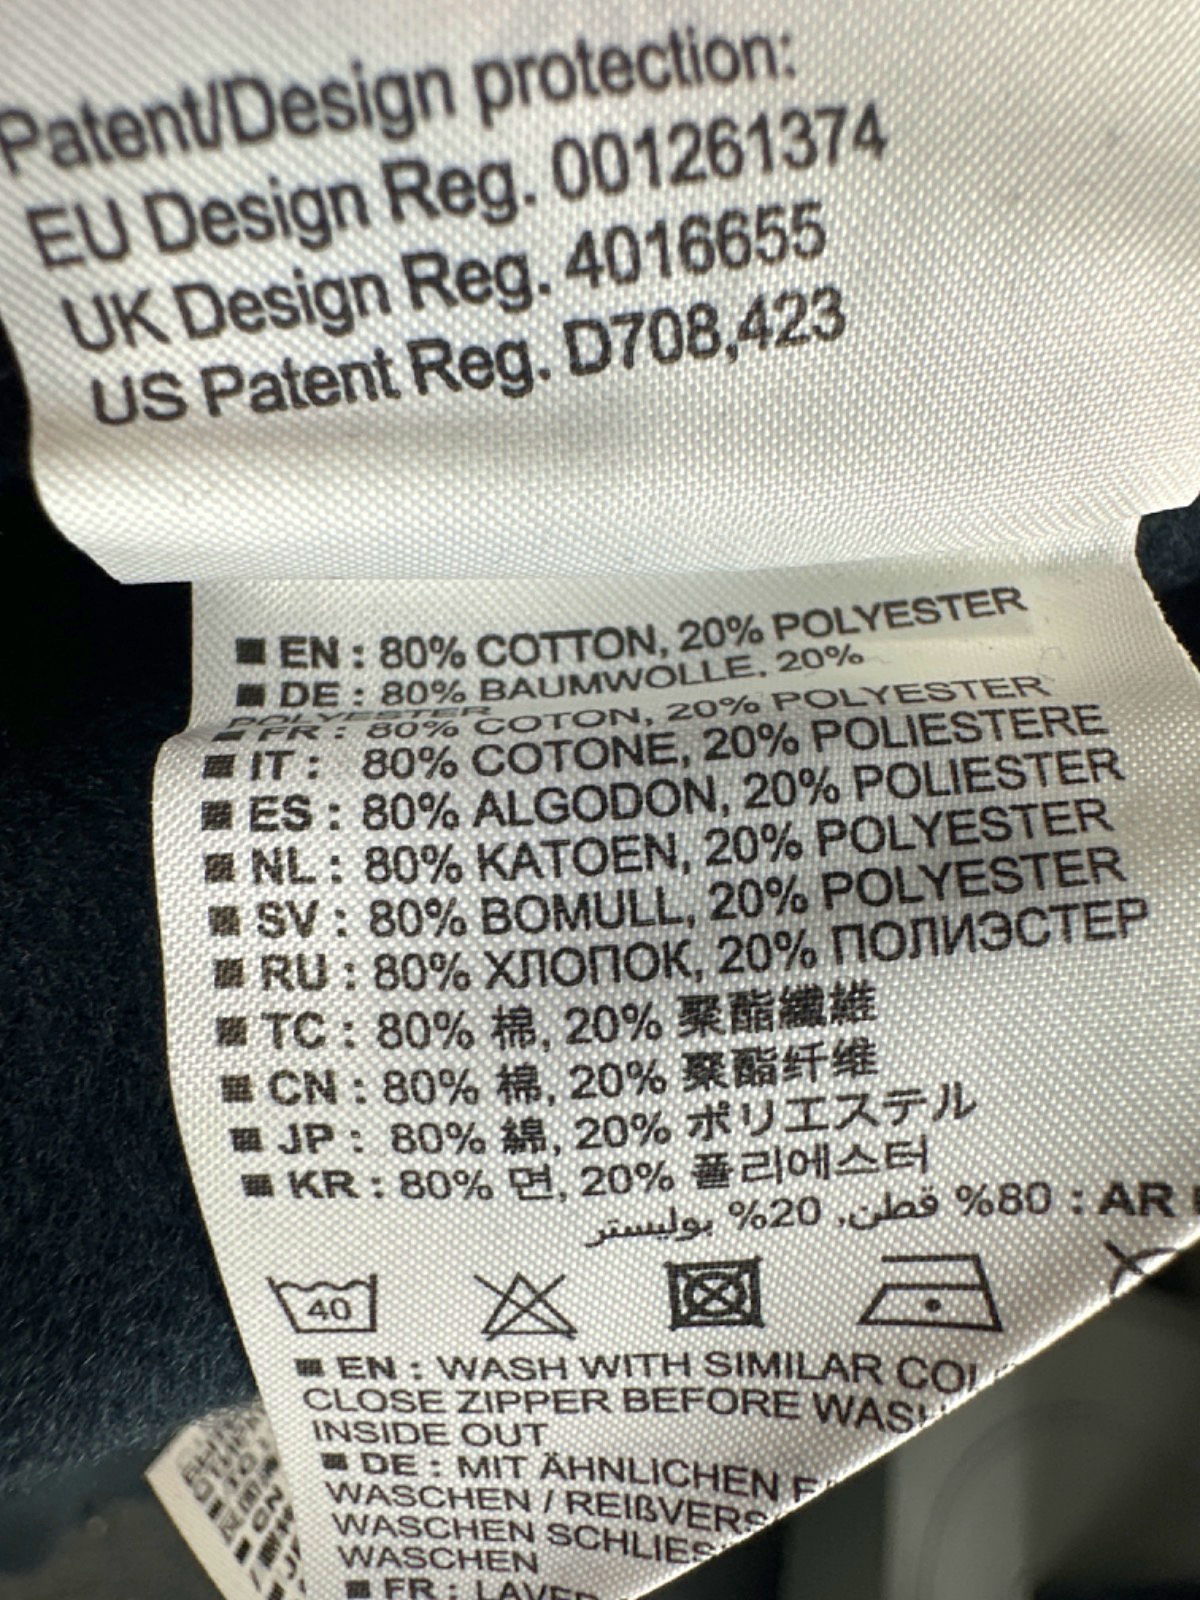 Patent/Design protection:
EU Design Reg. 001261374
UK Design Reg. 4016655
US Patent Reg. D708,423
■ EN : 80% COTTON, 20% POLYESTER
■ DE : 80% BAUMWOLLE, 20%
POLYESTER
■ FR : 80% COTON, 20% POLYESTER
■ IT : 80% COTONE, 20% POLIESTERE
■ ES : 80% ALGODON, 20% POLIESTER
■ NL : 80% KATOEN, 20% POLYESTER
■ SV : 80% BOMULL, 20% POLYESTER
■ RU : 80% ХЛОПОК, 20% ПОЛИЭСТЕР
■ TC : 80% 棉, 20% 聚酯纖維
■ CN : 80% 棉, 20% 聚酯纤维
■ JP : 80% 綿, 20% ポリエステル
■ KR : 80% 면, 20% 폴리에스터
■ AR : 80% قطن, 20% بوليستر
40
■ EN : WASH WITH SIMILAR
CLOSE ZIPPER BEFORE
INSIDE OUT
■ DE : MIT ÄHNLICHEN
WASCHEN /
WASCHEN
WASCHEN
■ FR :